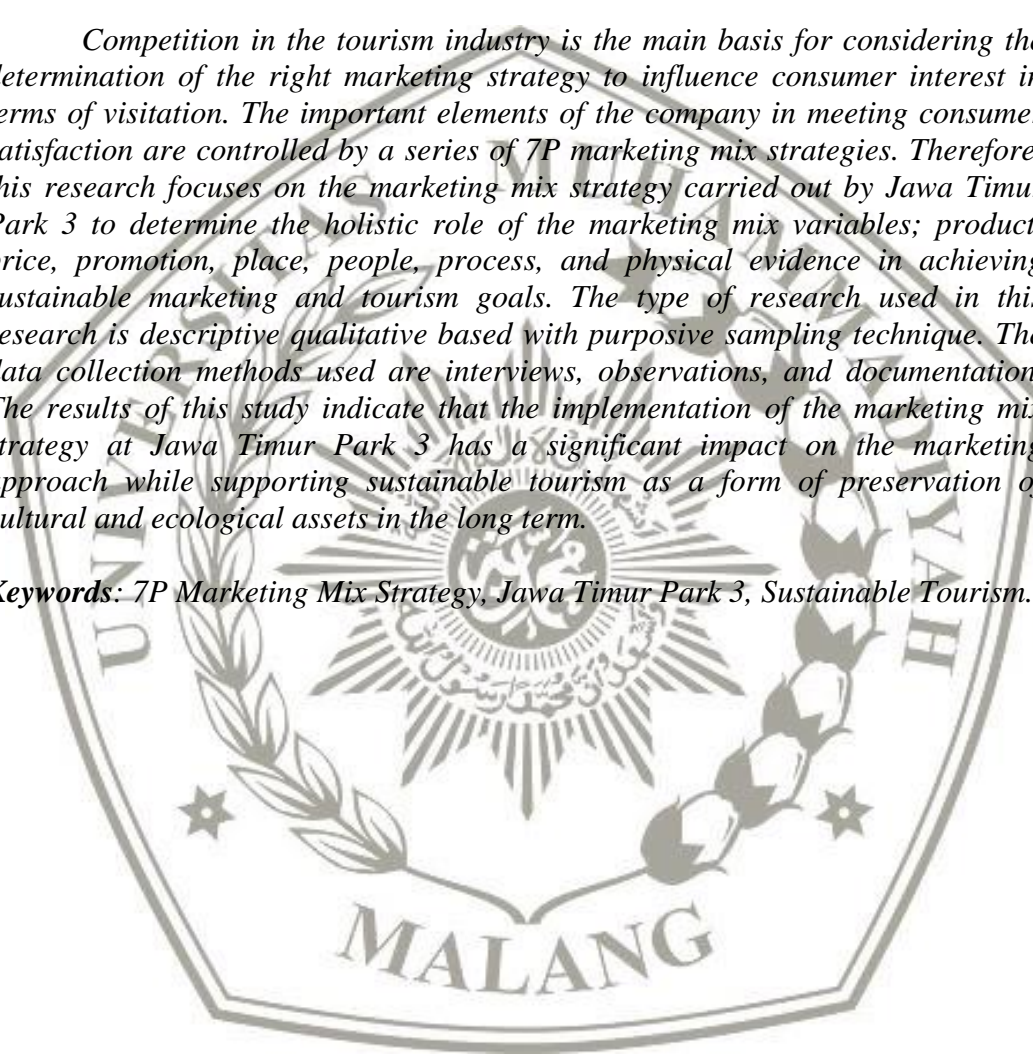 Competition in the tourism industry is the main basis for considering the
determination of the right marketing strategy to influence consumer interest in
terms of visitation. The important elements of the company in meeting consumer
satisfaction are controlled by a series of 7P marketing mix strategies. Therefore
this research focuses on the marketing mix strategy carried out by Jawa Timur
Park 3 to determine the holistic role of the marketing mix variables; product
price, promotion, place, people, process, and physical evidence in achieving
sustainable marketing and tourism goals. The type of research used in this
research is descriptive qualitative based with purposive sampling technique. The
data collection methods used are interviews, observations, and documentation
The results of this study indicate that the implementation of the marketing mix
strategy at Jawa Timur Park 3 has a significant impact on the marketing
approach while supporting sustainable tourism as a form of preservation of
cultural and ecological assets in the long term.
Keywords: 7P Marketing Mix Strategy, Jawa Timur Park 3, Sustainable Tourism.
UNIVERSITAS MUHAMMADIYAH
MALANG